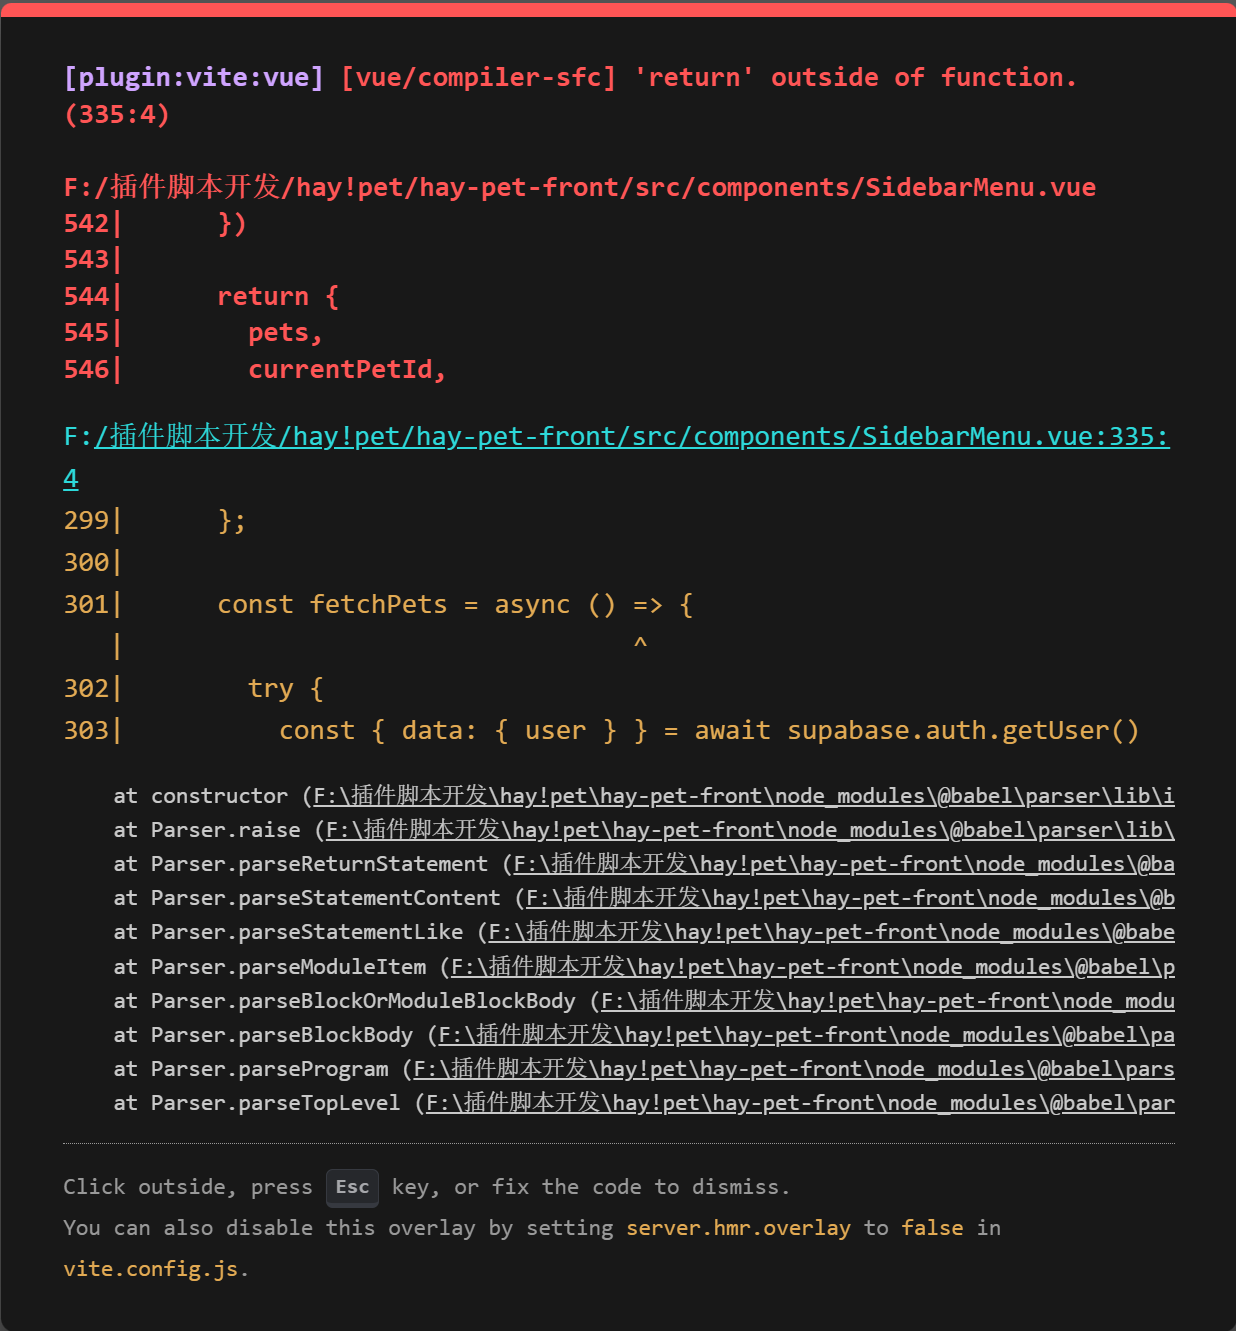 [plugin:vite:vue] [vue/compiler-sfc] 'return' outside of function.
(335:4)
F:/插件脚本开发/hay!pet/hay-pet-front/src/components/SidebarMenu.vue
542|      })
543|
544|      return {
545|        pets,
546|        currentPetId,
F:/插件脚本开发/hay!pet/hay-pet-front/src/components/SidebarMenu.vue:335:
4
299|      };
300|
301|      const fetchPets = async () => {
   |                                 ^
302|        try {
303|          const { data: { user } } = await supabase.auth.getUser()
at constructor (F:\插件脚本开发\hay!pet\hay-pet-front\node_modules\@babel\parser\lib\i
at Parser.raise (F:\插件脚本开发\hay!pet\hay-pet-front\node_modules\@babel\parser\lib\
at Parser.parseReturnStatement (F:\插件脚本开发\hay!pet\hay-pet-front\node_modules\@ba
at Parser.parseStatementContent (F:\插件脚本开发\hay!pet\hay-pet-front\node_modules\@b
at Parser.parseStatementLike (F:\插件脚本开发\hay!pet\hay-pet-front\node_modules\@babe
at Parser.parseModuleItem (F:\插件脚本开发\hay!pet\hay-pet-front\node_modules\@babel\p
at Parser.parseBlockOrModuleBlockBody (F:\插件脚本开发\hay!pet\hay-pet-front\node_modu
at Parser.parseBlockBody (F:\插件脚本开发\hay!pet\hay-pet-front\node_modules\@babel\pa
at Parser.parseProgram (F:\插件脚本开发\hay!pet\hay-pet-front\node_modules\@babel\pars
at Parser.parseTopLevel (F:\插件脚本开发\hay!pet\hay-pet-front\node_modules\@babel\par
Click outside, press Esc key, or fix the code to dismiss.
You can also disable this overlay by setting server.hmr.overlay to false in
vite.config.js.